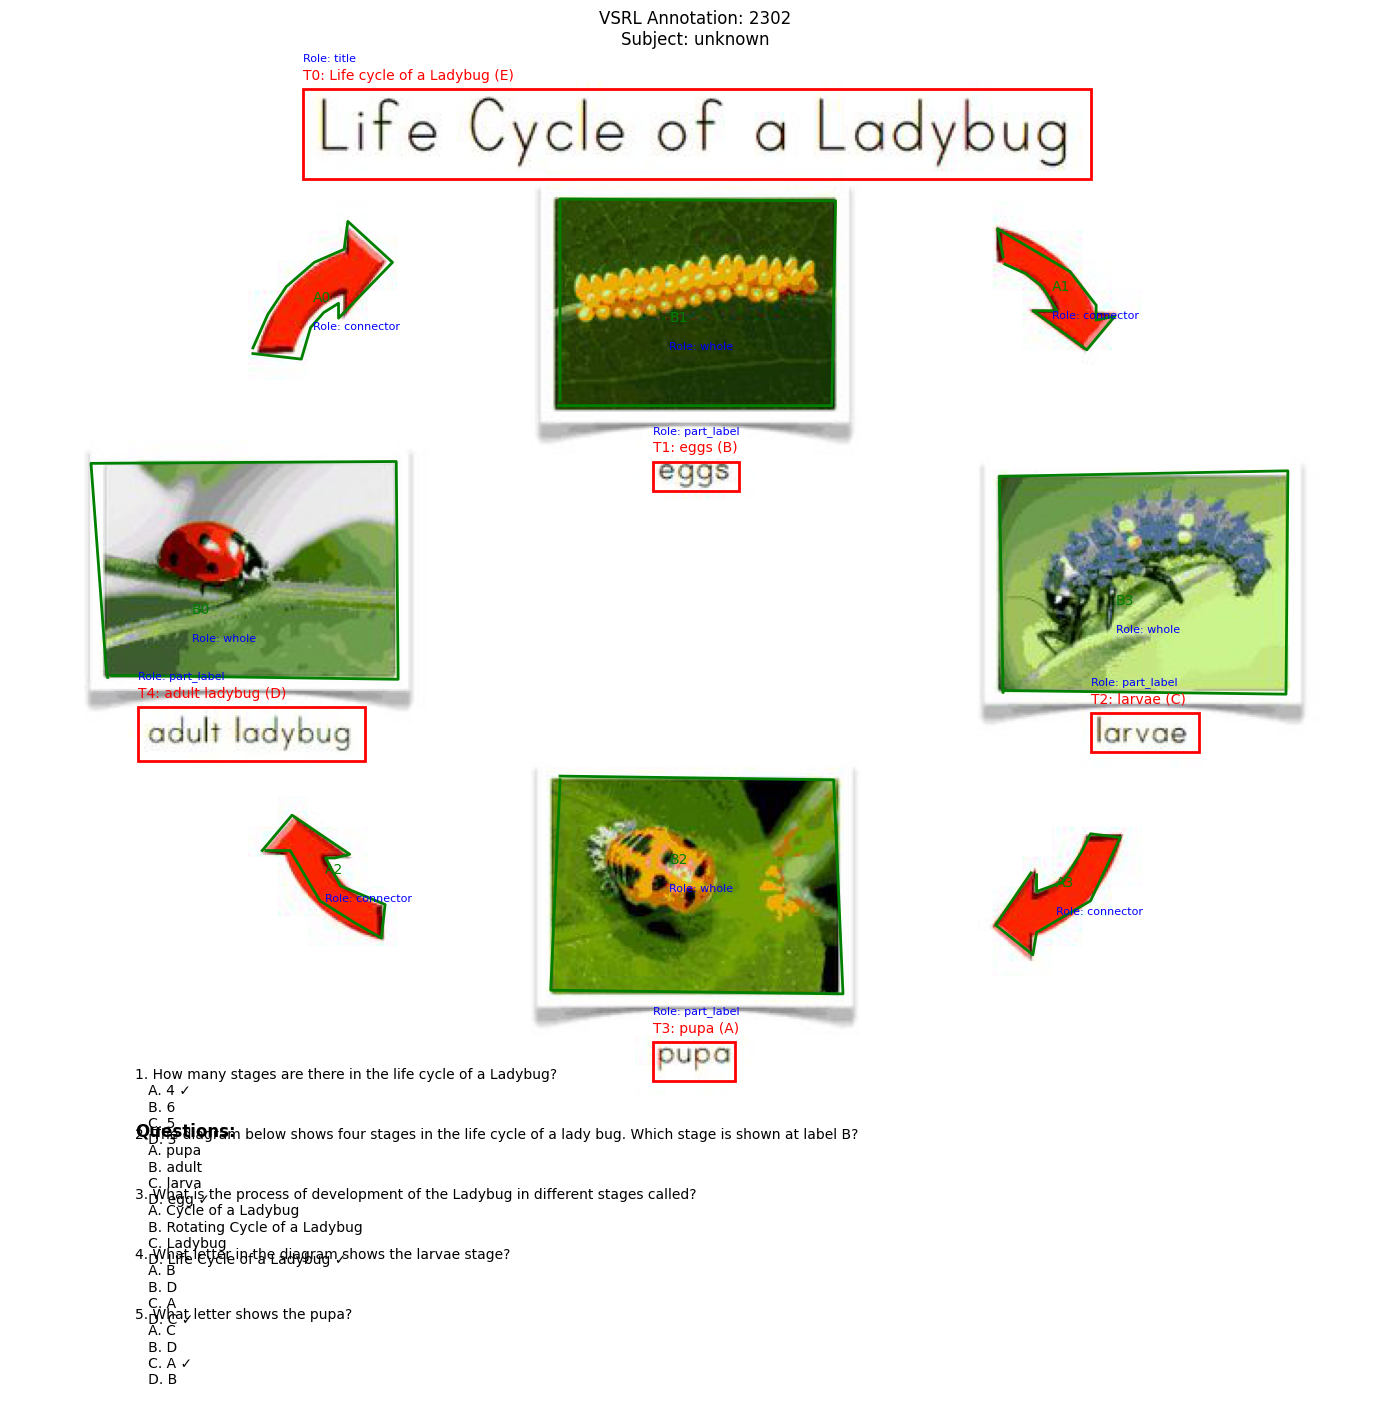 VSRL Annotation: 2302
Subject: unknown
Role: title
T0: Life cycle of a Ladybug (E)
Life Cycle of a Ladybug
A0
Role: connector
A1
Role: connector
B1
Role: whole
Role: part_label
T1: eggs (B)
eggs
B0
Role: whole
Role: part_label
T4: adult ladybug (D)
adult ladybug
B3
Role: whole
Role: part_label
T2: larvae (C)
larvae
A2
Role: connector
B2
Role: whole
A3
Role: connector
Role: part_label
T3: pupa (A)
pupa
Questions:
1. How many stages are there in the life cycle of a Ladybug?
A. 4 ✓
B. 6
C. 5
D. 3
2. The diagram below shows four stages in the life cycle of a lady bug. Which stage is shown at label B?
A. pupa
B. adult
C. larva
D. egg ✓
3. What is the process of development of the Ladybug in different stages called?
A. Cycle of a Ladybug
B. Rotating Cycle of a Ladybug
C. Ladybug
D. Life Cycle of a Ladybug ✓
4. What letter in the diagram shows the larvae stage?
A. B
B. D
C. A
D. C ✓
5. What letter shows the pupa?
A. C
B. D
C. A ✓
D. B